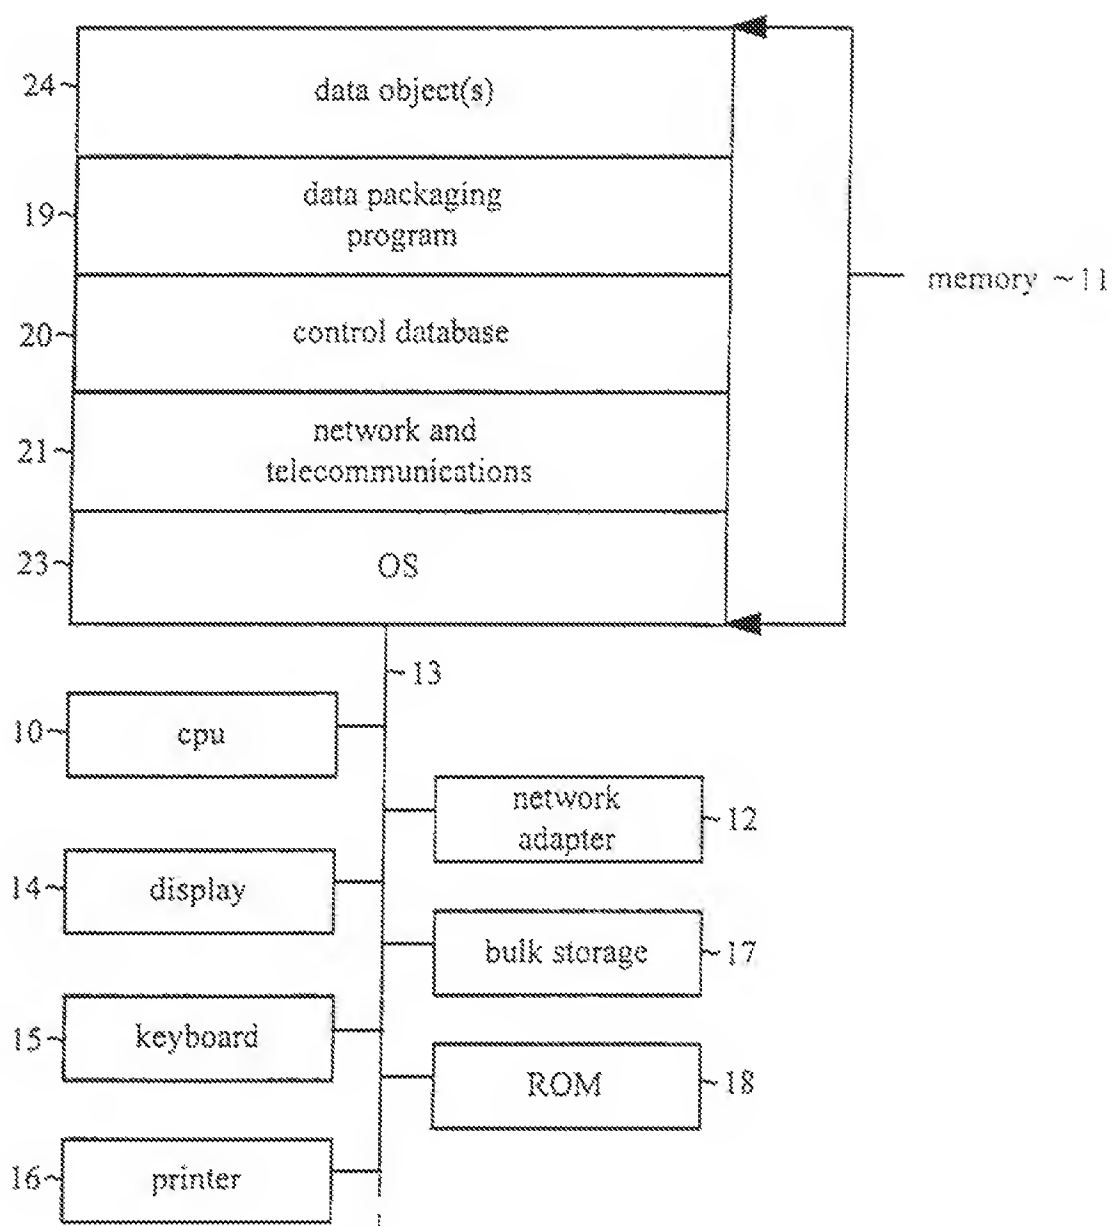 24~ data object(s)
19~ data packaging
program
memory ~11
20~ control database
21~ network and
telecommunications
23~ OS
~13
10~ cpu
network
adapter ~12
14~ display
bulk storage ~17
15~ keyboard
ROM ~18
16~ printer